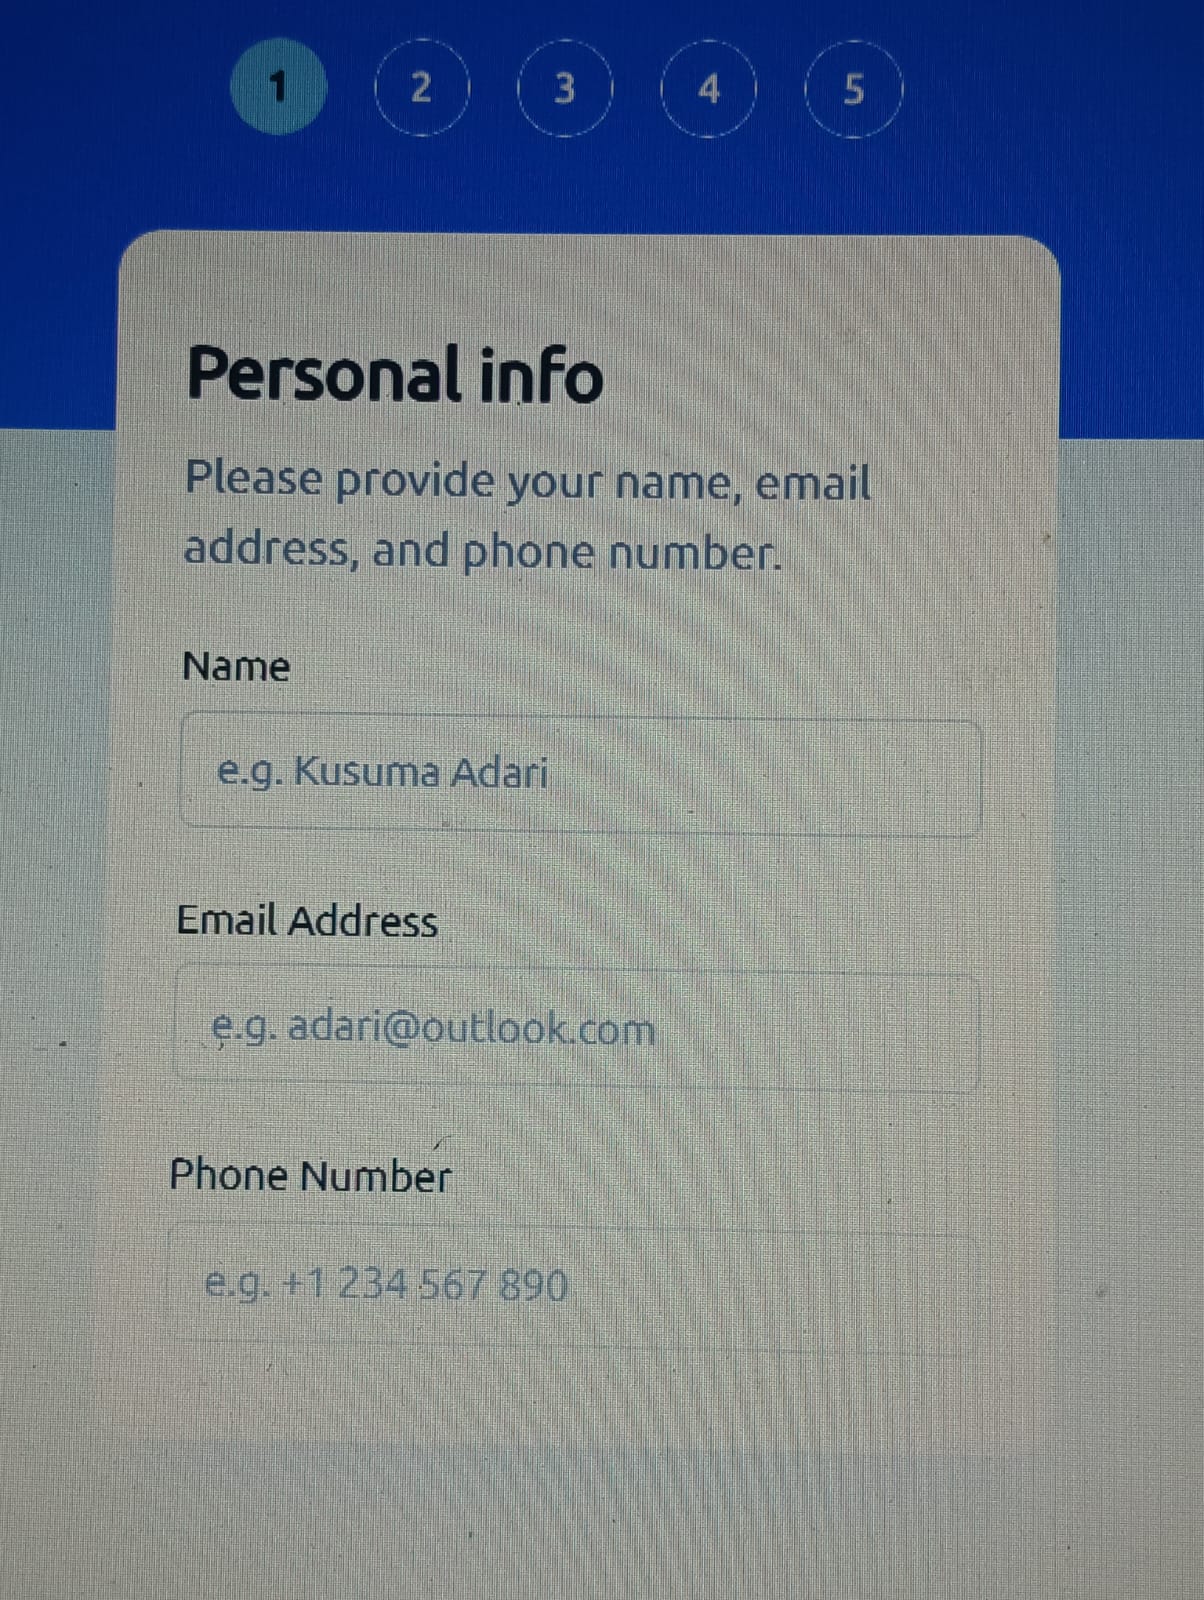 1 2 3 4 5
Personal info
Please provide your name, email
address, and phone number.
Name
e.g. Kusuma Adari
Email Address
e.g. adari@outlook.com
Phone Number
e.g. +1 234 567 890